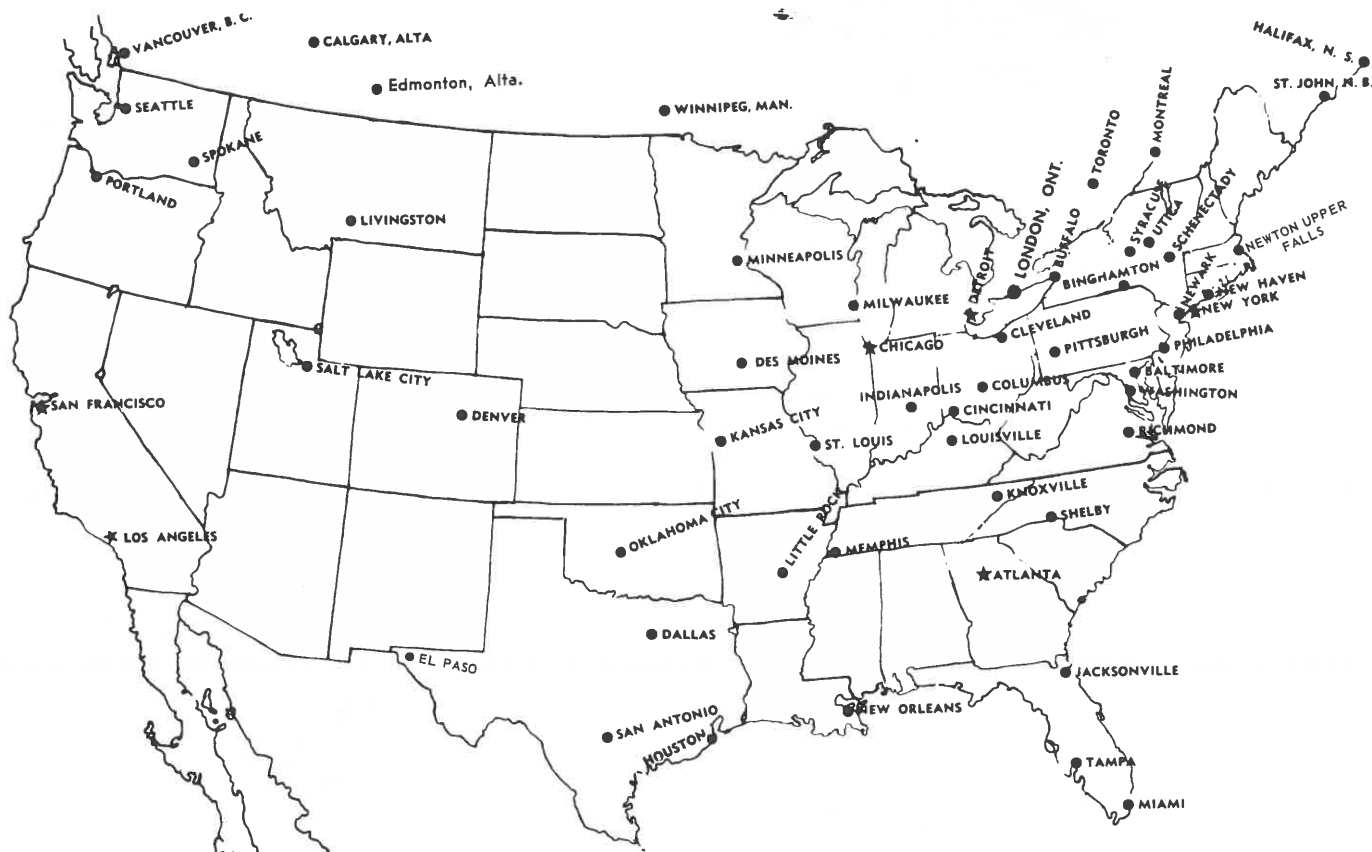 VANCOUVER, B. C.
CALGARY, ALTA
Edmonton, Alta.
WINNIPEG, MAN.
HALIFAX, N. S.
ST. JOHN, N. B.
MONTREAL
TORONTO
SEATTLE
SPOKANE
PORTLAND
LIVINGSTON
MINNEAPOLIS
MILWAUKEE
DETROIT
LONDON, ONT.
BUFFALO
SYRACUSE
UTICA
SCHENECTADY
NEWTON UPPER
FALLS
BINGHAMTON
NEWARK
NEW HAVEN
NEW YORK
CLEVELAND
PITTSBURGH
PHILADELPHIA
CHICAGO
DES MOINES
SALT LAKE CITY
BALTIMORE
WASHINGTON
INDIANAPOLIS
COLUMBUS
CINCINNATI
SAN FRANCISCO
DENVER
KANSAS CITY
ST. LOUIS
LOUISVILLE
RICHMOND
KNOXVILLE
SHELBY
LOS ANGELES
OKLAHOMA CITY
LITTLE ROCK
MEMPHIS
ATLANTA
DALLAS
EL PASO
JACKSONVILLE
SAN ANTONIO
HOUSTON
NEW ORLEANS
TAMPA
MIAMI